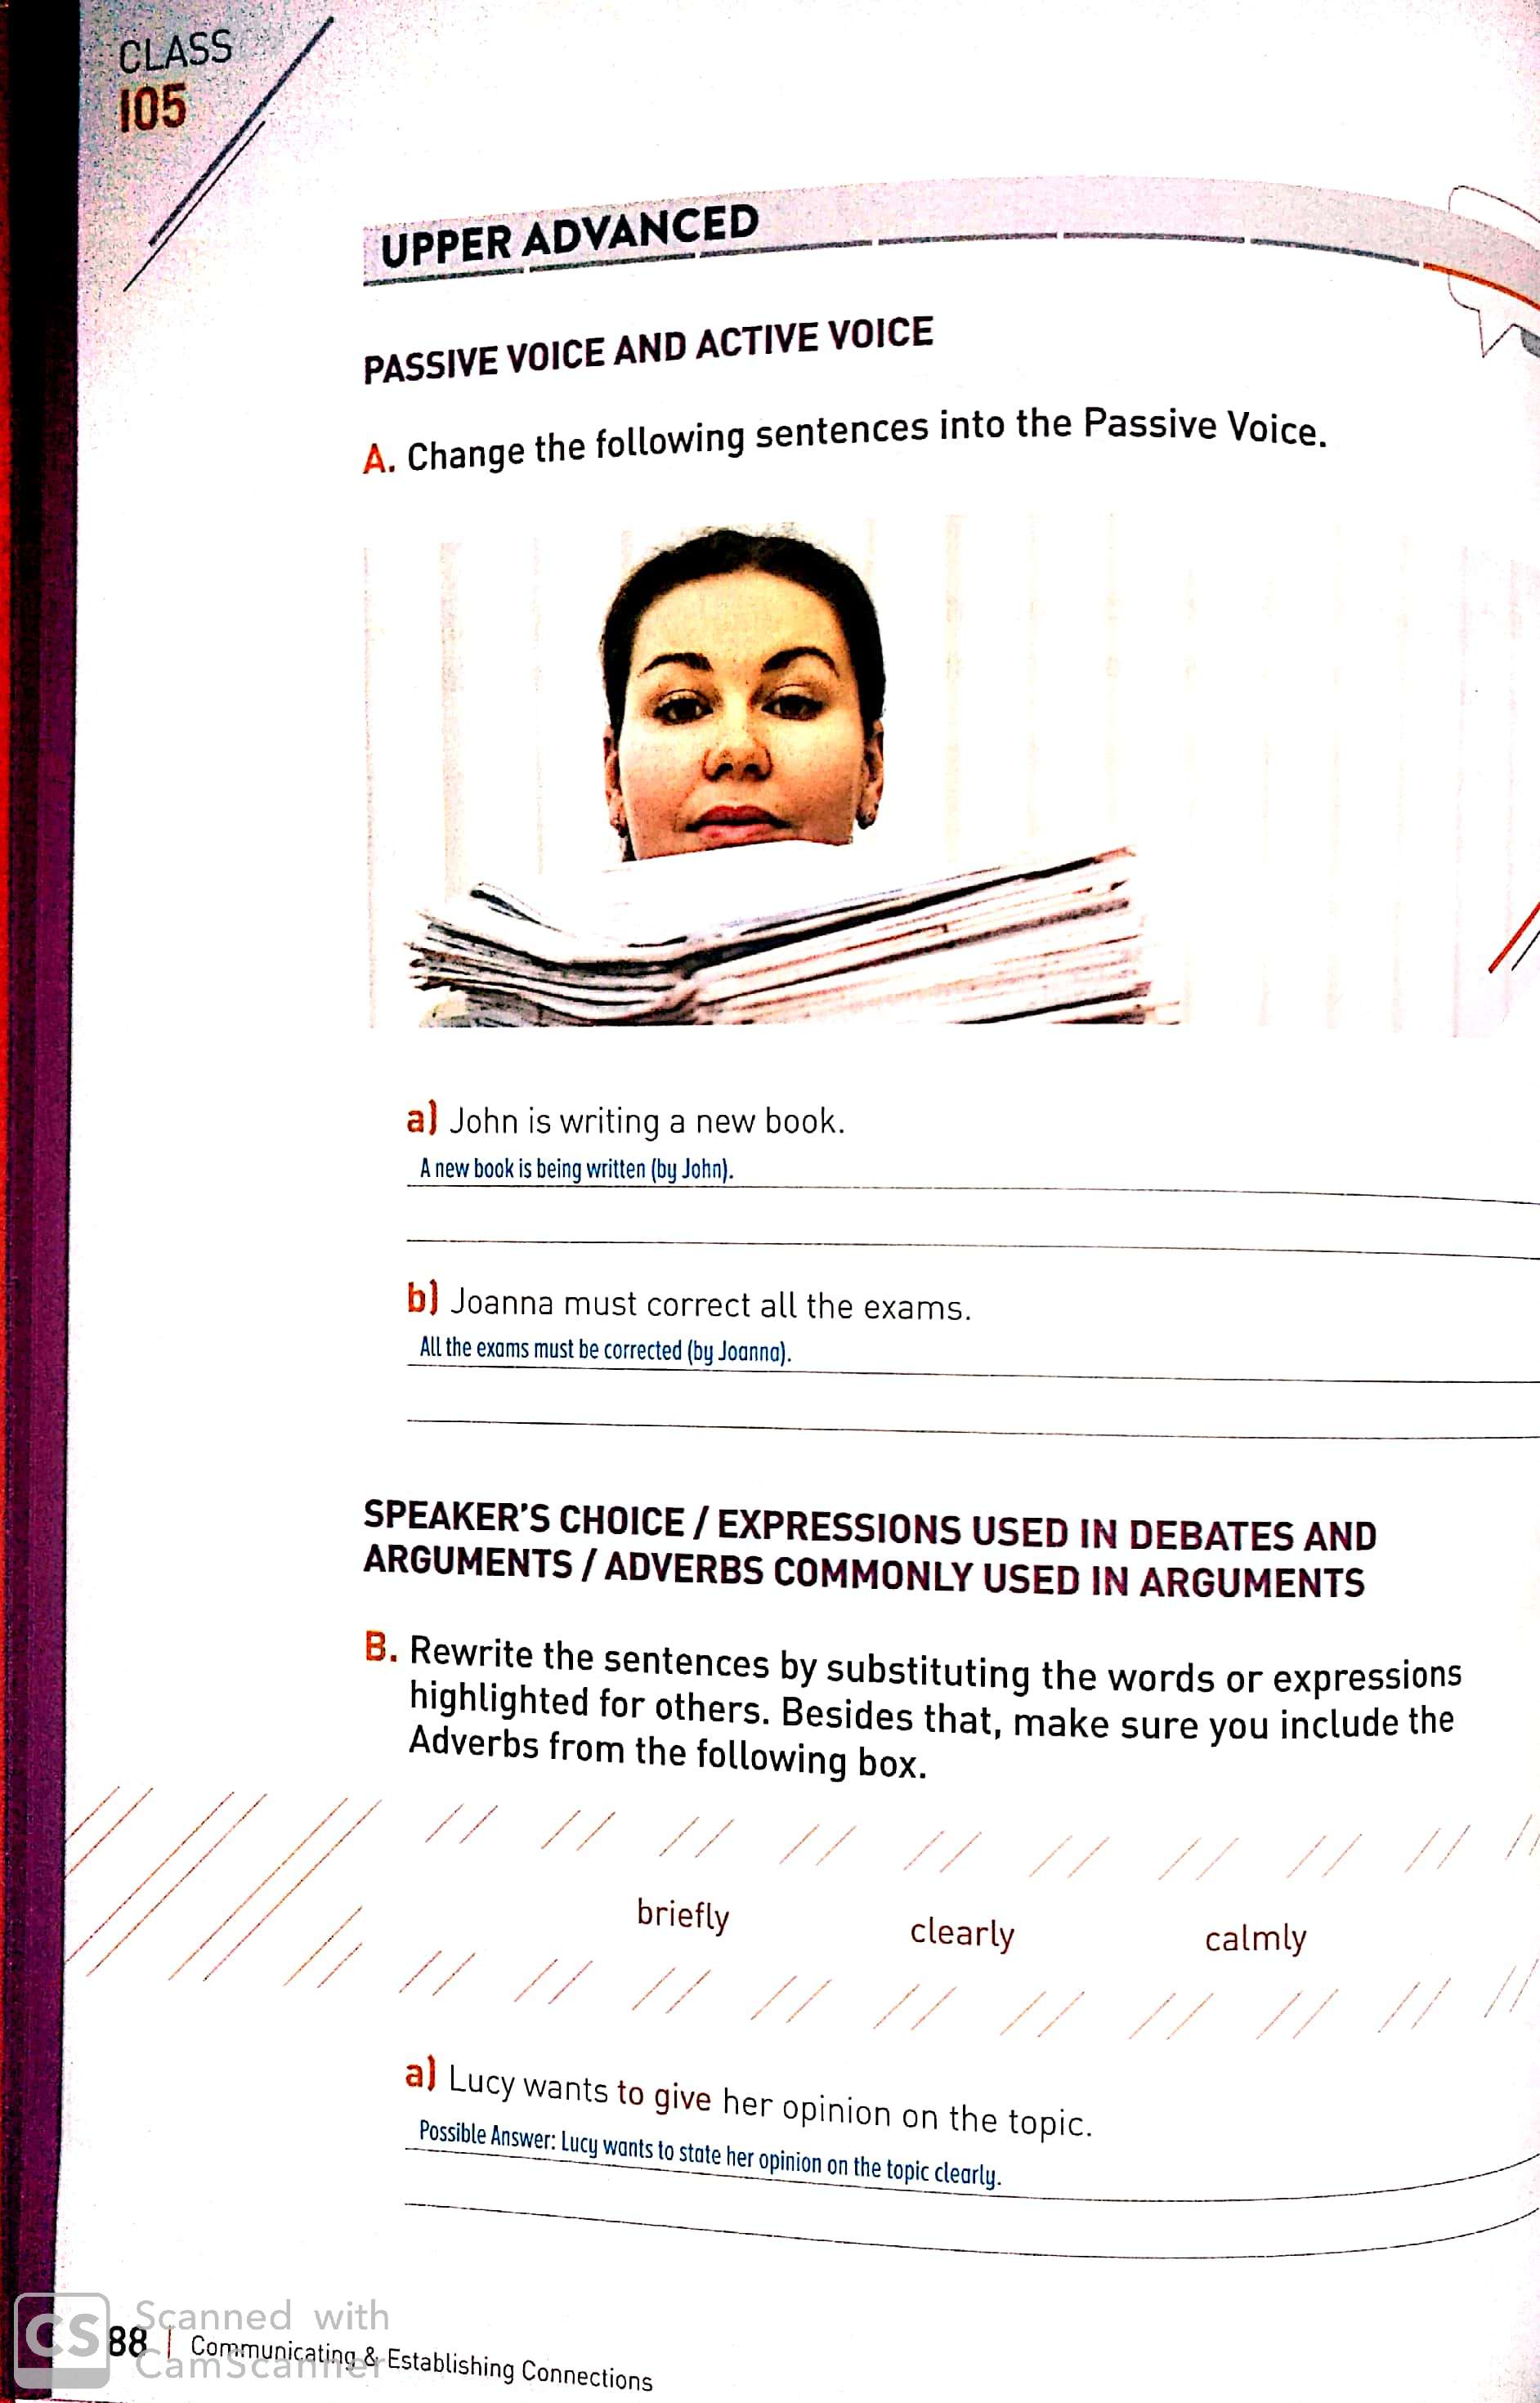 CLASS
105
UPPER ADVANCED
PASSIVE VOICE AND ACTIVE VOICE
A. Change the following sentences into the Passive Voice.
a) John is writing a new book.
A new book is being written (by John).
b) Joanna must correct all the exams.
All the exams must be corrected (by Joanna).
SPEAKER'S CHOICE / EXPRESSIONS USED IN DEBATES AND
ARGUMENTS / ADVERBS COMMONLY USED IN ARGUMENTS
B. Rewrite the sentences by substituting the words or expressions
highlighted for others. Besides that, make sure you include the
Adverbs from the following box.
briefly clearly calmly
a) Lucy wants to give her opinion on the topic.
Possible Answer: Lucy wants to state her opinion on the topic clearly.
88 | Communicating & Establishing Connections
CS Scanned with
CamScanner